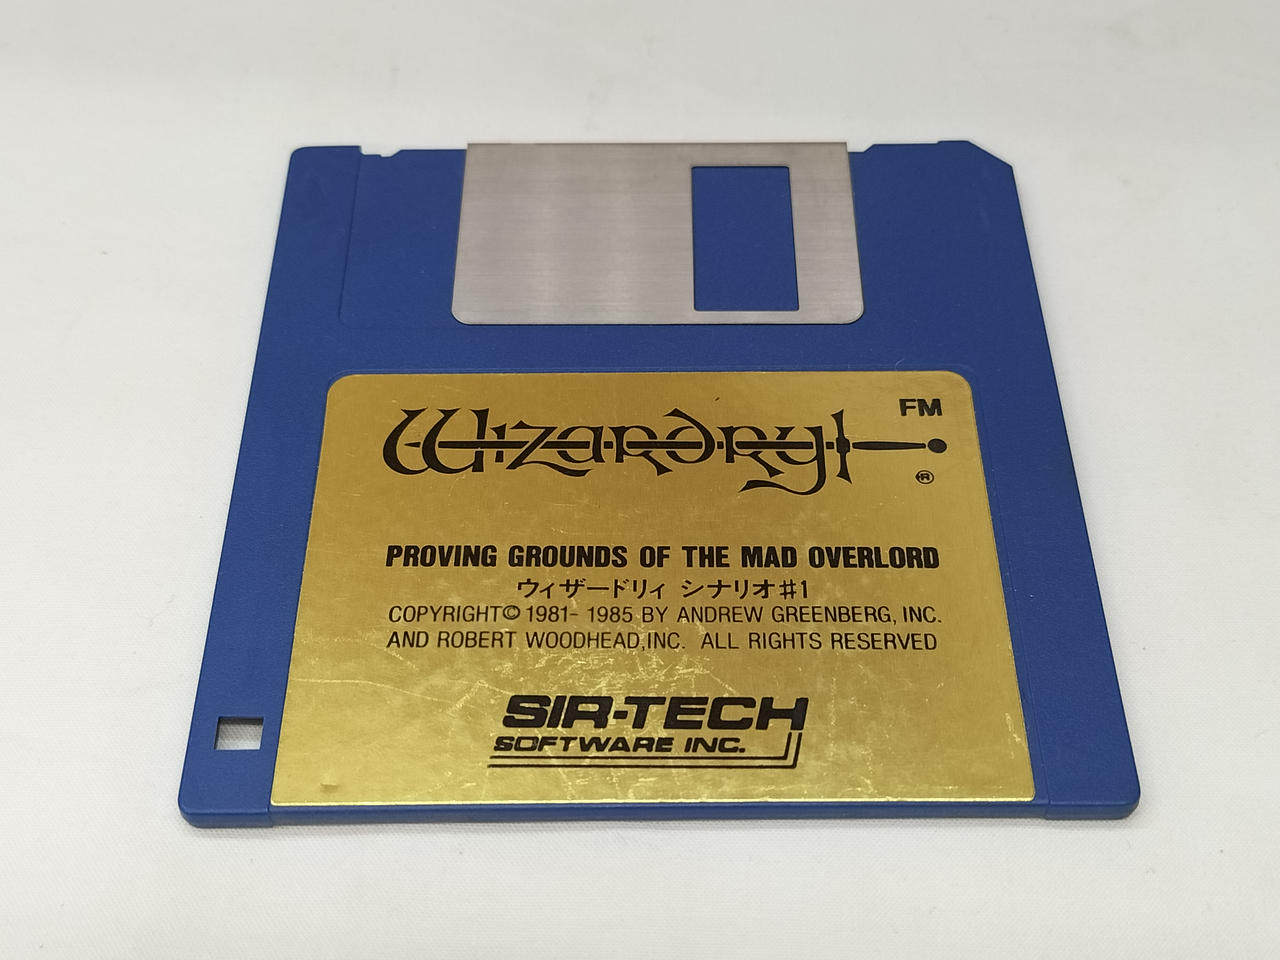 FM
Wizardry
®
PROVING GROUNDS OF THE MAD OVERLORD
ウィザードリィ シナリオ#1
COPYRIGHT© 1981- 1985 BY ANDREW GREENBERG, INC.
AND ROBERT WOODHEAD,INC. ALL RIGHTS RESERVED
SIR-TECH
SOFTWARE INC.